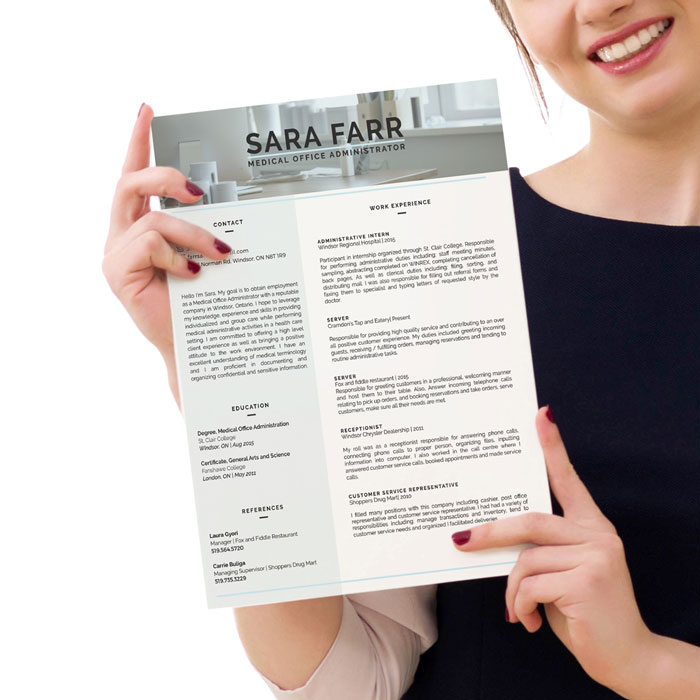 SARA FARR
MEDICAL OFFICE ADMINISTRATOR
CONTACT
.com
Norman Rd. Windsor, ON N8T 1R9
Hello I'm Sara. My goal is to obtain employment
as a Medical Office Administrator with a reputable
company in Windsor, Ontario. I hope to leverage
my knowledge, experience and skills in providing
individualized and group care while performing
medical administrative activities in a heath care
setting. I am committed to offering a high level
client experience as well as bringing a positive
attitude to the work environment. I have an
excellent understanding of medical terminology
and I am proficient in documenting and
organizing confidential and sensitive information.
EDUCATION
Degree, Medical Office Administration
St. Clair College
Windsor, ON | Aug 2015
Certificate, General Arts and Science
Fanshawe College
London, ON | May 2011
REFERENCES
Laura Gyori
Manager | Fox and Fiddle Restaurant
519.564.5720
Carrie Buliga
Managing Supervisor | Shoppers Drug Mart
519.735.3229
WORK EXPERIENCE
ADMINISTRATIVE INTERN
Windsor Regional Hospital | 2015
Participant in internship organized through St. Clair College. Responsible
for performing administrative duties including: staff meeting minutes,
sampling, abstracting completed on WINREX, completing cancellation of
back pages. As well as clerical duties including: filing, sorting, and
distributing mail. I was also responsible for filling out referral forms and
faxing them to specialist and typing letters of requested style by the
doctor.
SERVER
Cramdon's Tap and Eatery| Present
Responsible for providing high quality service and contributing to an over
all positive customer experience. My duties included greeting incoming
guests, receiving / fulfilling orders, managing reservations and tending to
routine administrative tasks.
SERVER
Fox and fiddle restaurant | 2015
Responsible for greeting customers in a professional, welcoming manner
and host them to their table. Also, Answer incoming telephone calls
relating to pick up orders, and booking reservations and take orders, serve
customers, make sure all their needs are met.
RECEPTIONIST
Windsor Chrysler Dealership | 2011
My roll was as a receptionist responsible for answering phone calls,
connecting phone calls to proper person, organizing files, inputting
information into computer. I also worked in the call centre where I
answered customer service calls, booked appointments and made service
calls.
CUSTOMER SERVICE REPRESENTATIVE
Shoppers Drug Mart| 2010
I filed many positions with this company including cashier, post office
representative and customer service representative. I had had a variety of
responsibilities including: manage transactions and inventory, tend to
customer service needs and organized | facilitated deliveries